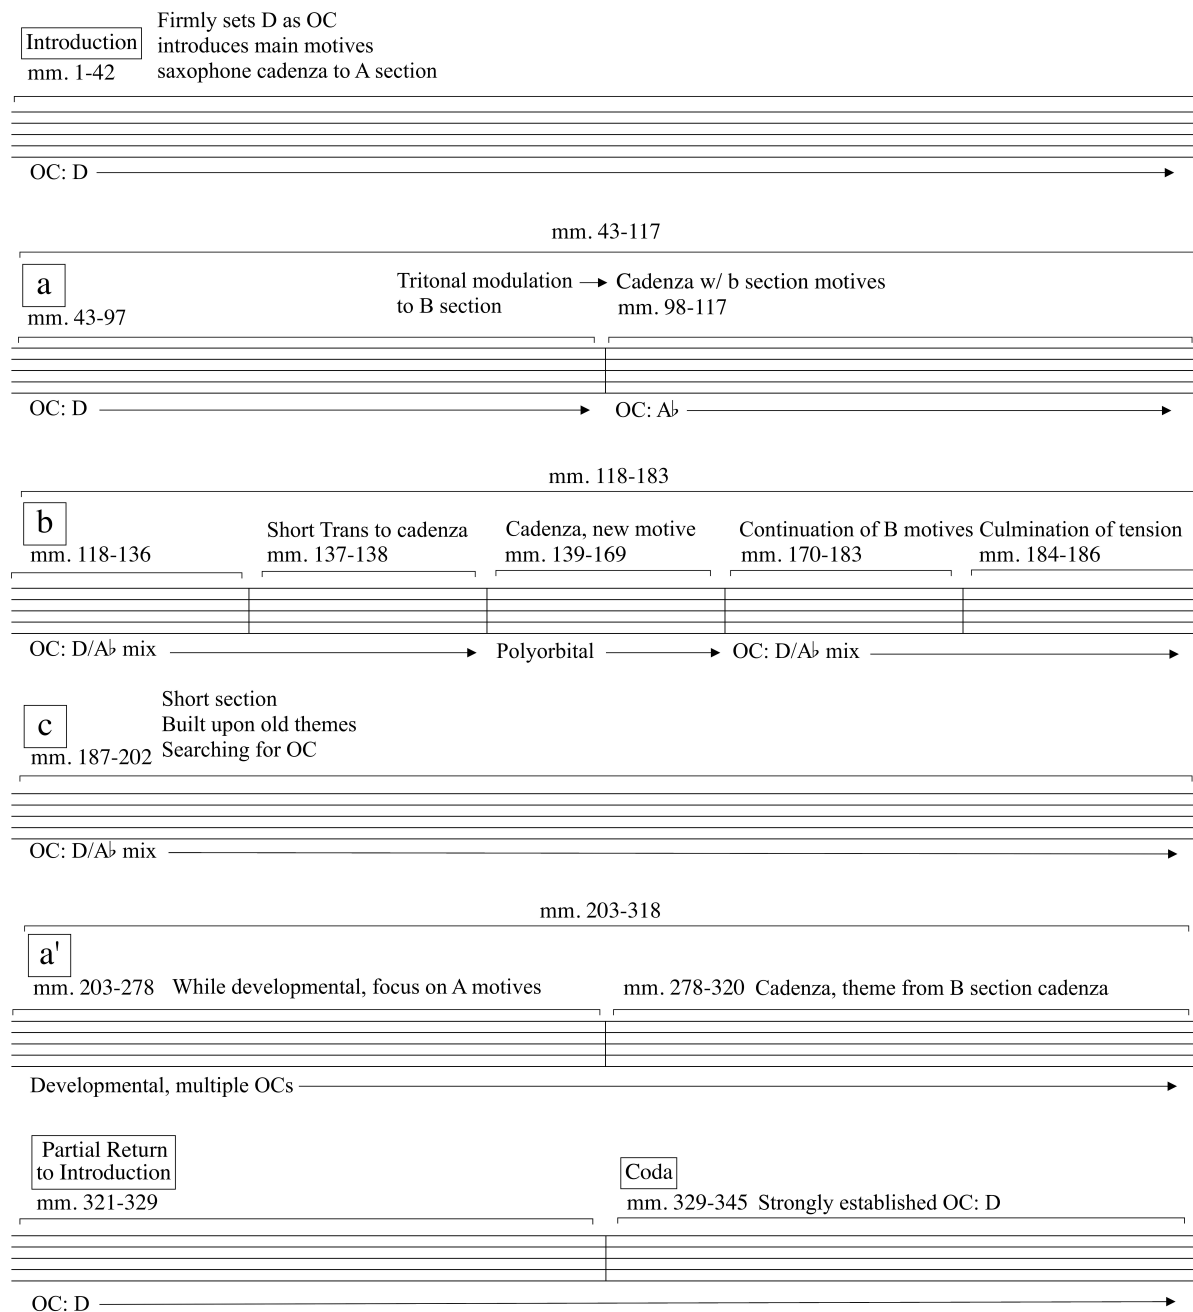 Introduction
mm. 1-42
Firmly sets D as OC
introduces main motives
saxophone cadenza to A section
OC: D
mm. 43-117
a
mm. 43-97
Tritonal modulation
to B section
Cadenza w/ b section motives
mm. 98-117
OC: D
OC: A♭
mm. 118-183
b
mm. 118-136
Short Trans to cadenza
mm. 137-138
Cadenza, new motive
mm. 139-169
Continuation of B motives
mm. 170-183
Culmination of tension
mm. 184-186
OC: D/A♭ mix
Polyorbital
OC: D/A♭ mix
c
mm. 187-202
Short section
Built upon old themes
Searching for OC
OC: D/A♭ mix
mm. 203-318
a'
mm. 203-278 While developmental, focus on A motives
mm. 278-320 Cadenza, theme from B section cadenza
Developmental, multiple OCs
Partial Return
to Introduction
mm. 321-329
Coda
mm. 329-345 Strongly established OC: D
OC: D